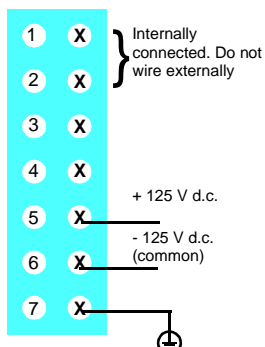 1 X Internally
connected. Do not
2 X wire externally
3 X
4 X
+ 125 V d.c.
5 X
- 125 V d.c.
6 X (common)
7 X